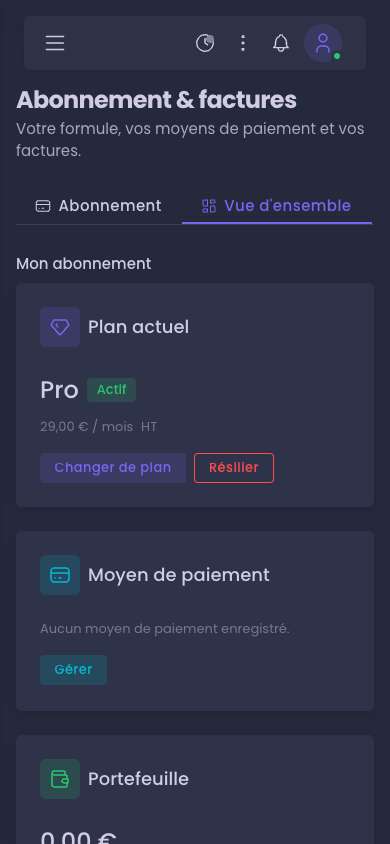 Abonnement & factures
Votre formule, vos moyens de paiement et vos
factures.
Abonnement
Vue d'ensemble
Mon abonnement
Plan actuel
Pro
Actif
29,00 € / mois HT
Changer de plan
Résilier
Moyen de paiement
Aucun moyen de paiement enregistré.
Gérer
Portefeuille
0,00 €